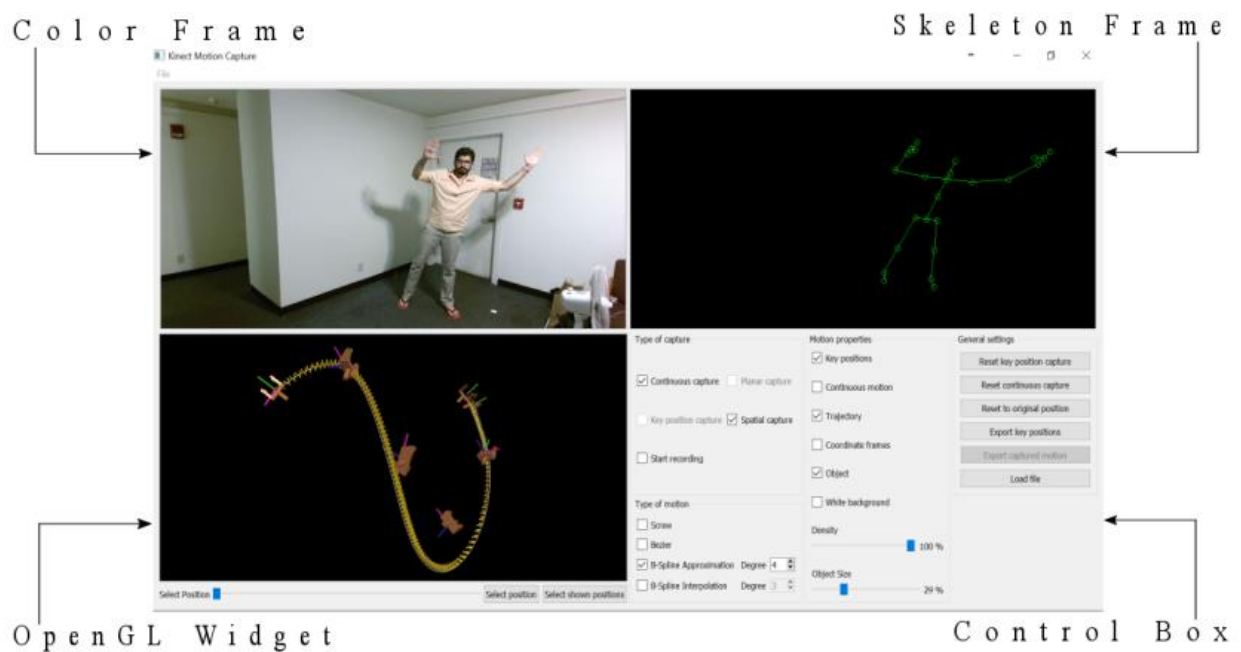 Color Frame
Skeleton Frame
Kinect Motion Capture
File
Type of capture
Continuous capture
Planar capture
Key position capture
Spatial capture
Start recording
Type of motion
Screw
Bezier
B-Spline Approximation Degree 4
B-Spline Interpolation Degree 3
Motion properties
Key positions
Continuous motion
Trajectory
Coordinate frames
Object
White background
Density
100 %
Object Size
29 %
General settings
Reset key position capture
Reset continuous capture
Reset to original position
Export key positions
Export captured motion
Load file
Select Position
Select position
Select shown positions
OpenGL Widget
Control Box